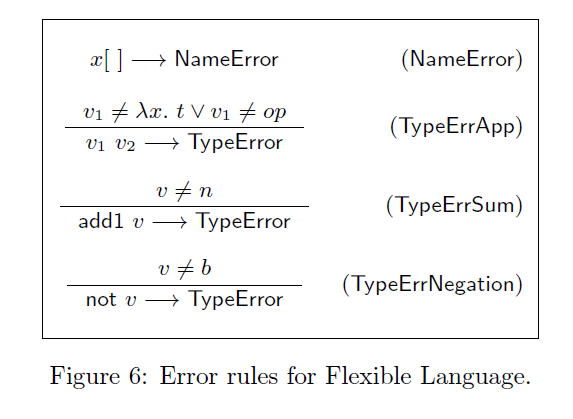 x[ ] ⟶ NameError (NameError)
v₁ ≠ λx. t ∨ v₁ ≠ op
v₁ v₂ ⟶ TypeError (TypeErrApp)
v ≠ n
add1 v ⟶ TypeError (TypeErrSum)
v ≠ b
not v ⟶ TypeError (TypeErrNegation)
Figure 6: Error rules for Flexible Language.